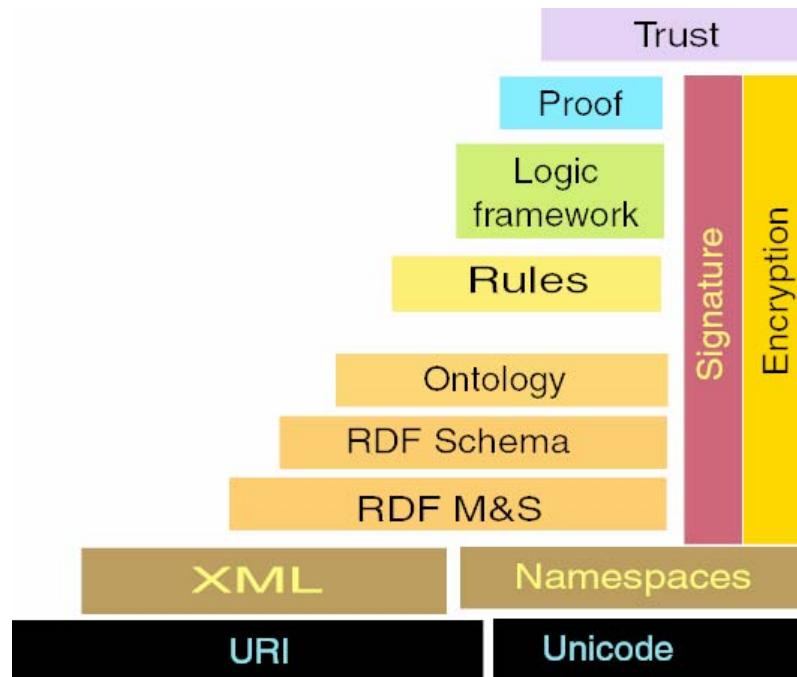 Trust
Proof
Logic
framework
Rules
Ontology
RDF Schema
RDF M&S
Signature
Encryption
XML
Namespaces
URI
Unicode